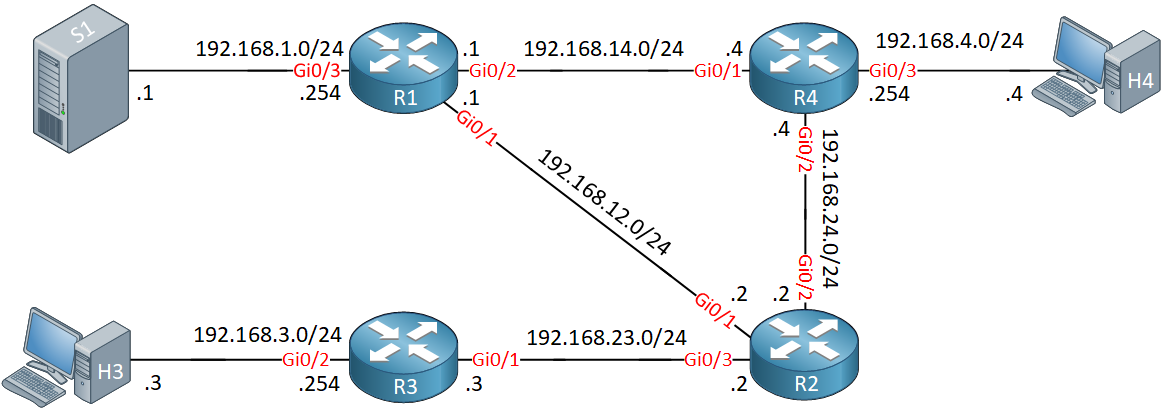 S1
192.168.1.0/24
Gi0/3
.1
.254
R1
.1
Gi0/2
192.168.14.0/24
.4
Gi0/1
R4
192.168.4.0/24
Gi0/3
.254
.4
H4
.1
Gi0/1
192.168.12.0/24
.2
Gi0/1
.4
Gi0/2
192.168.24.0/24
.2
Gi0/2
H3
192.168.3.0/24
Gi0/2
.3
.254
R3
Gi0/1
.3
192.168.23.0/24
Gi0/3
.2
R2